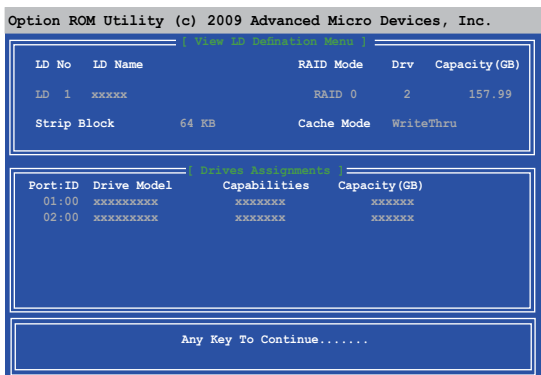 Option ROM Utility (c) 2009 Advanced Micro Devices, Inc.
[ View LD Defination Menu ]
LD No LD Name RAID Mode Drv Capacity(GB)
LD 1 xxxxx RAID 0 2 157.99
Strip Block 64 KB Cache Mode WriteThru
[ Drives Assignments ]
Port:ID Drive Model Capabilities Capacity(GB)
01:00 xxxxxxxxx xxxxxxx xxxxxx
02:00 xxxxxxxxx xxxxxxx xxxxxx
Any Key To Continue.......